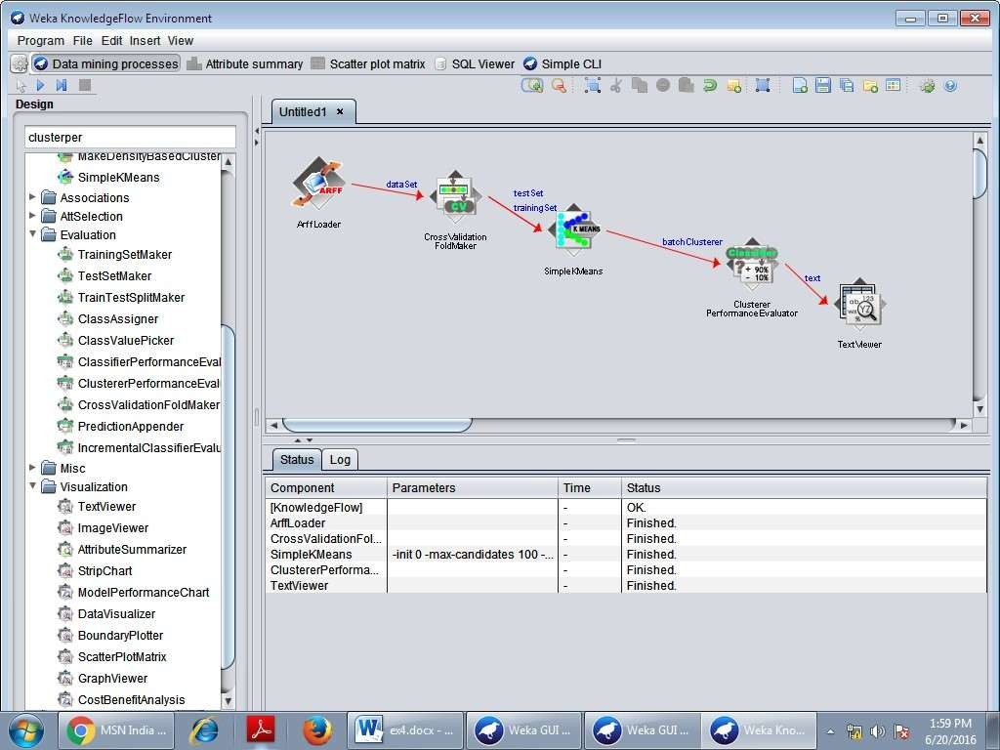 Weka KnowledgeFlow Environment
Program File Edit Insert View
Data mining processes Attribute summary Scatter plot matrix SQL Viewer Simple CLI
Design
clusterper
MakeDensityBasedCluster
SimpleKMeans
Associations
AttSelection
Evaluation
TrainingSetMaker
TestSetMaker
TrainTestSplitMaker
ClassAssigner
ClassValuePicker
ClassifierPerformanceEval
ClustererPerformanceEval
CrossValidationFoldMaker
PredictionAppender
IncrementalClassifierEvalu
Misc
Visualization
TextViewer
ImageViewer
AttributeSummarizer
StripChart
ModelPerformanceChart
DataVisualizer
BoundaryPlotter
ScatterPlotMatrix
GraphViewer
CostBenefitAnalysis
Untitled1
ARFF
ArffLoader
dataSet
CV
CrossValidation
FoldMaker
testSet
trainingSet
K MEANS
SimpleKMeans
batchClusterer
Classifier
? + 90%
- 10%
Clusterer
PerformanceEvaluator
text
TextViewer
Status Log
Component Parameters Time Status
[KnowledgeFlow] - OK.
ArffLoader - Finished.
CrossValidationFol... - Finished.
SimpleKMeans -init 0 -max-candidates 100 -... - Finished.
ClustererPerforma... - Finished.
TextViewer - Finished.
MSN India ...
ex4.docx - ...
Weka GUI ...
Weka GUI ...
Weka Kno...
1:59 PM
6/20/2016